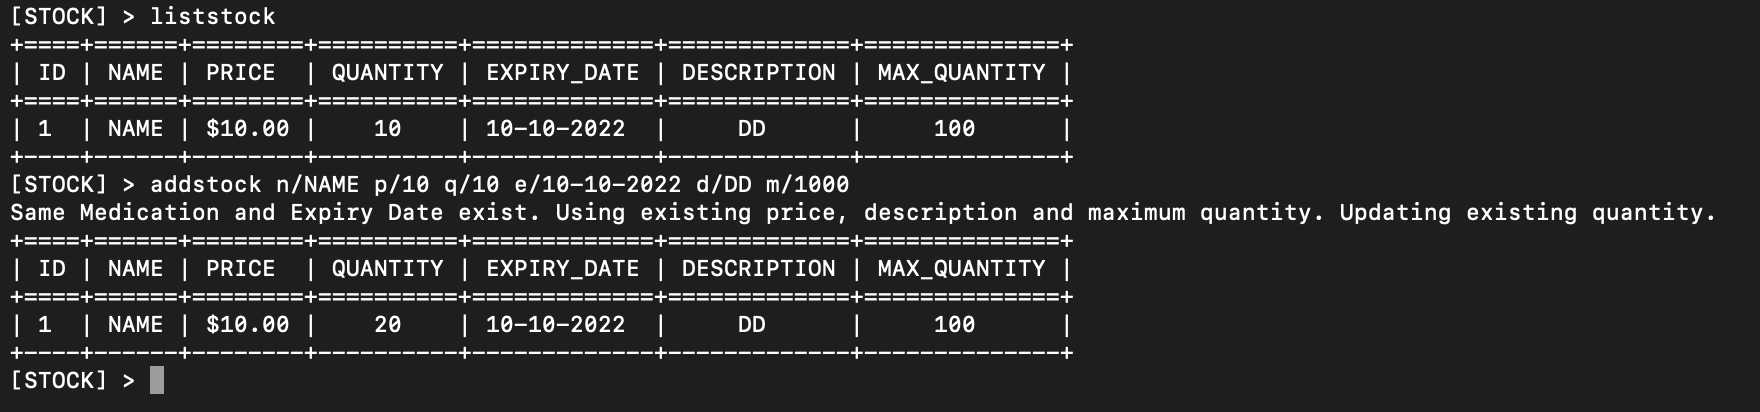 [STOCK] > liststock
+====+======+========+==========+=============+=============+==============+
| ID | NAME | PRICE  | QUANTITY | EXPIRY_DATE | DESCRIPTION | MAX_QUANTITY |
+====+======+========+==========+=============+=============+==============+
| 1  | NAME | $10.00 |    10    | 10-10-2022  |     DD      |     100      |
+----+------+--------+----------+-------------+-------------+--------------+
[STOCK] > addstock n/NAME p/10 q/10 e/10-10-2022 d/DD m/1000
Same Medication and Expiry Date exist. Using existing price, description and maximum quantity. Updating existing quantity.
+====+======+========+==========+=============+=============+==============+
| ID | NAME | PRICE  | QUANTITY | EXPIRY_DATE | DESCRIPTION | MAX_QUANTITY |
+====+======+========+==========+=============+=============+==============+
| 1  | NAME | $10.00 |    20    | 10-10-2022  |     DD      |     100      |
+----+------+--------+----------+-------------+-------------+--------------+
[STOCK] >